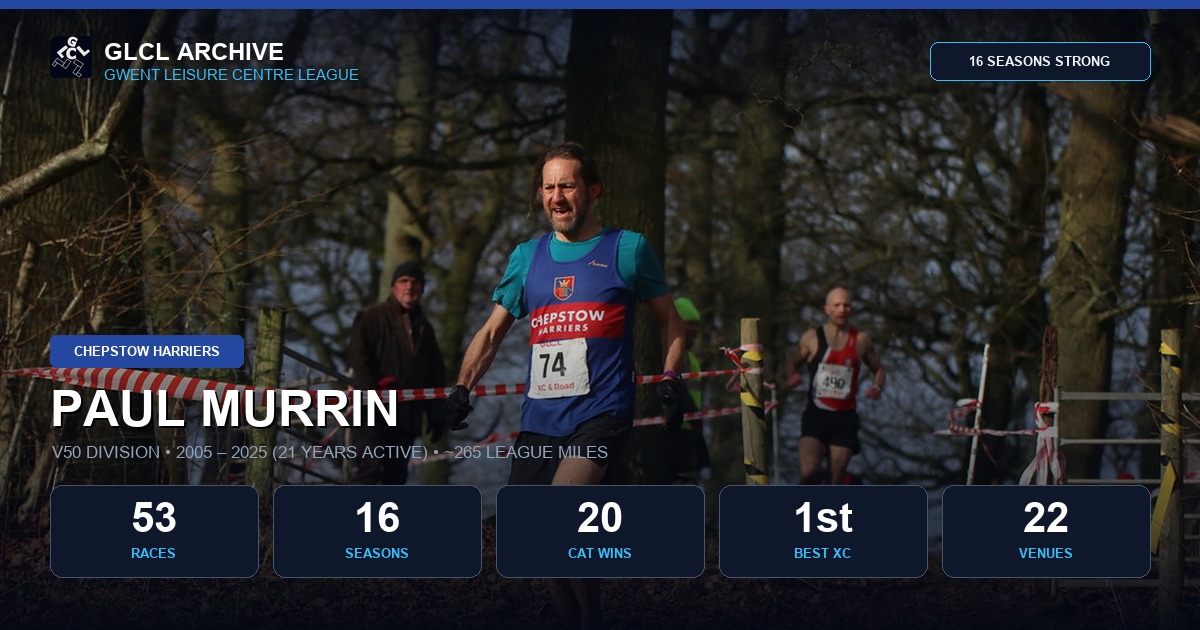 GLCL ARCHIVE
GWENT LEISURE CENTRE LEAGUE
16 SEASONS STRONG
CHEPSTOW
HARRIERS
GLCL
74
XC & Road
490
CHEPSTOW HARRIERS
PAUL MURRIN
V50 DIVISION • 2005 – 2025 (21 YEARS ACTIVE) • ~265 LEAGUE MILES
53
RACES
16
SEASONS
20
CAT WINS
1st
BEST XC
22
VENUES